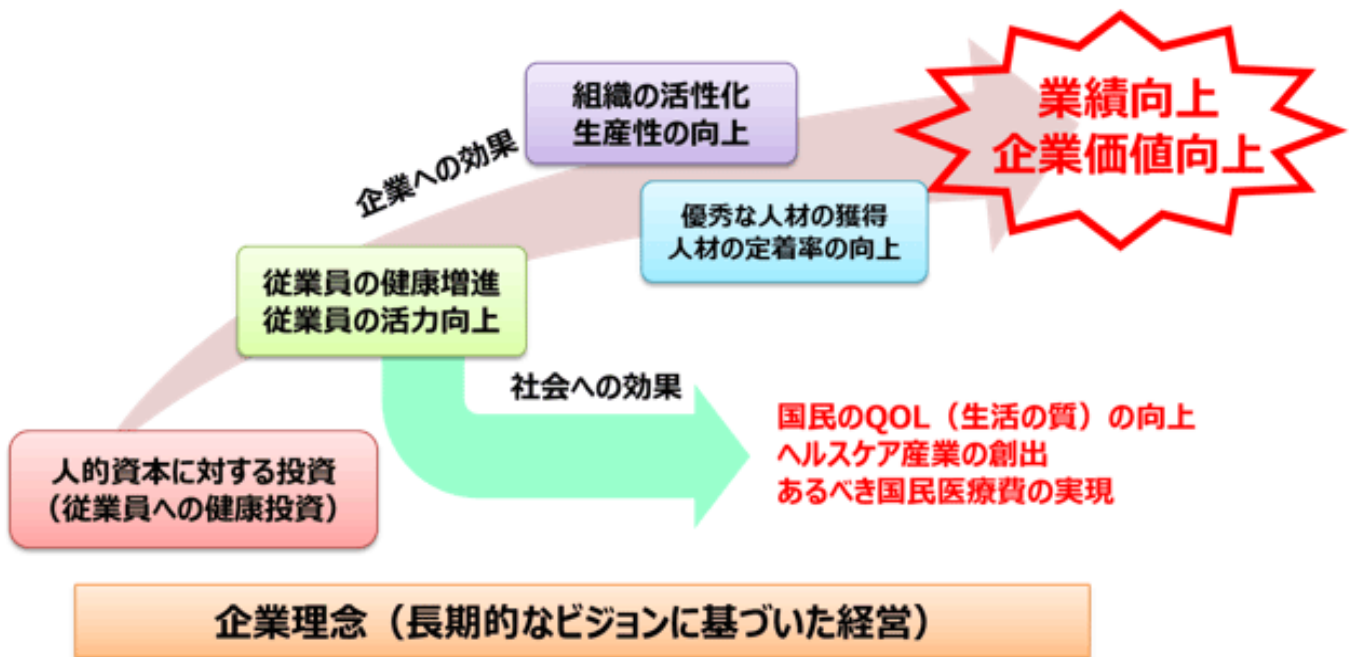 業績向上
企業価値向上
組織の活性化
生産性の向上
企業への効果
優秀な人材の獲得
人材の定着率の向上
従業員の健康増進
従業員の活力向上
社会への効果
国民のQOL（生活の質）の向上
ヘルスケア産業の創出
あるべき国民医療費の実現
人的資本に対する投資
（従業員への健康投資）
企業理念（長期的なビジョンに基づいた経営）